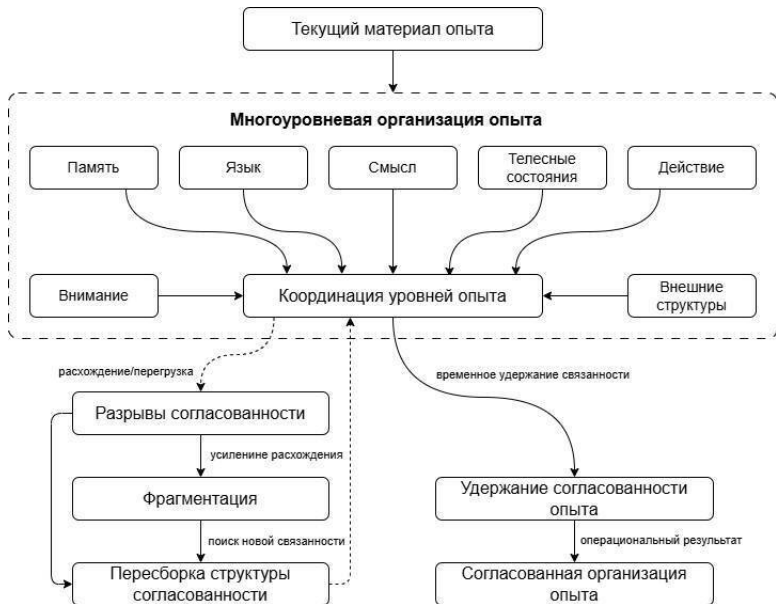 Текущий материал опыта
Многоуровневая организация опыта
Память
Язык
Смысл
Телесные
состояния
Действие
Внимание
Координация уровней опыта
Внешние
структуры
расхождение/перегрузка
временное удержание связанности
Разрывы согласованности
усиленине расхождения
Фрагментация
Удержание согласованности
опыта
поиск новой связанности
операциональный резулььтат
Пересборка структуры
согласованности
Согласованная организация
опыта